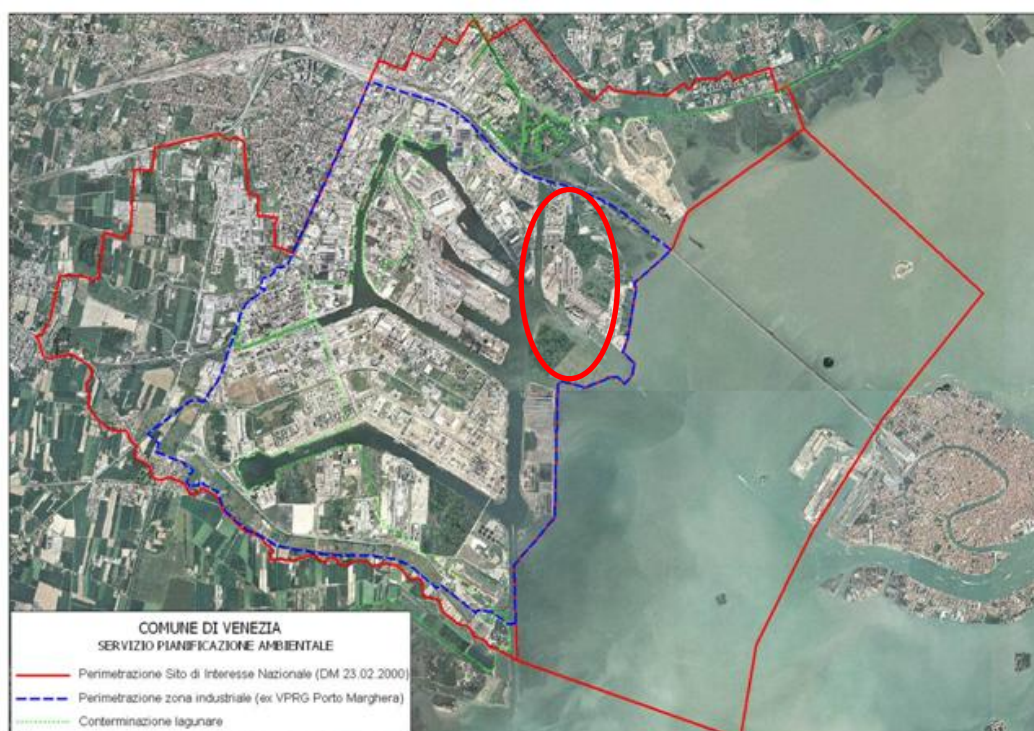 COMUNE DI VENEZIA
SERVIZIO PIANIFICAZIONE AMBIENTALE
Perimetrazione Sito di Interesse Nazionale (DM 23.02.2000)
Perimetrazione zona industriale (ex VPRG Porto Marghera)
Conterminazione lagunare